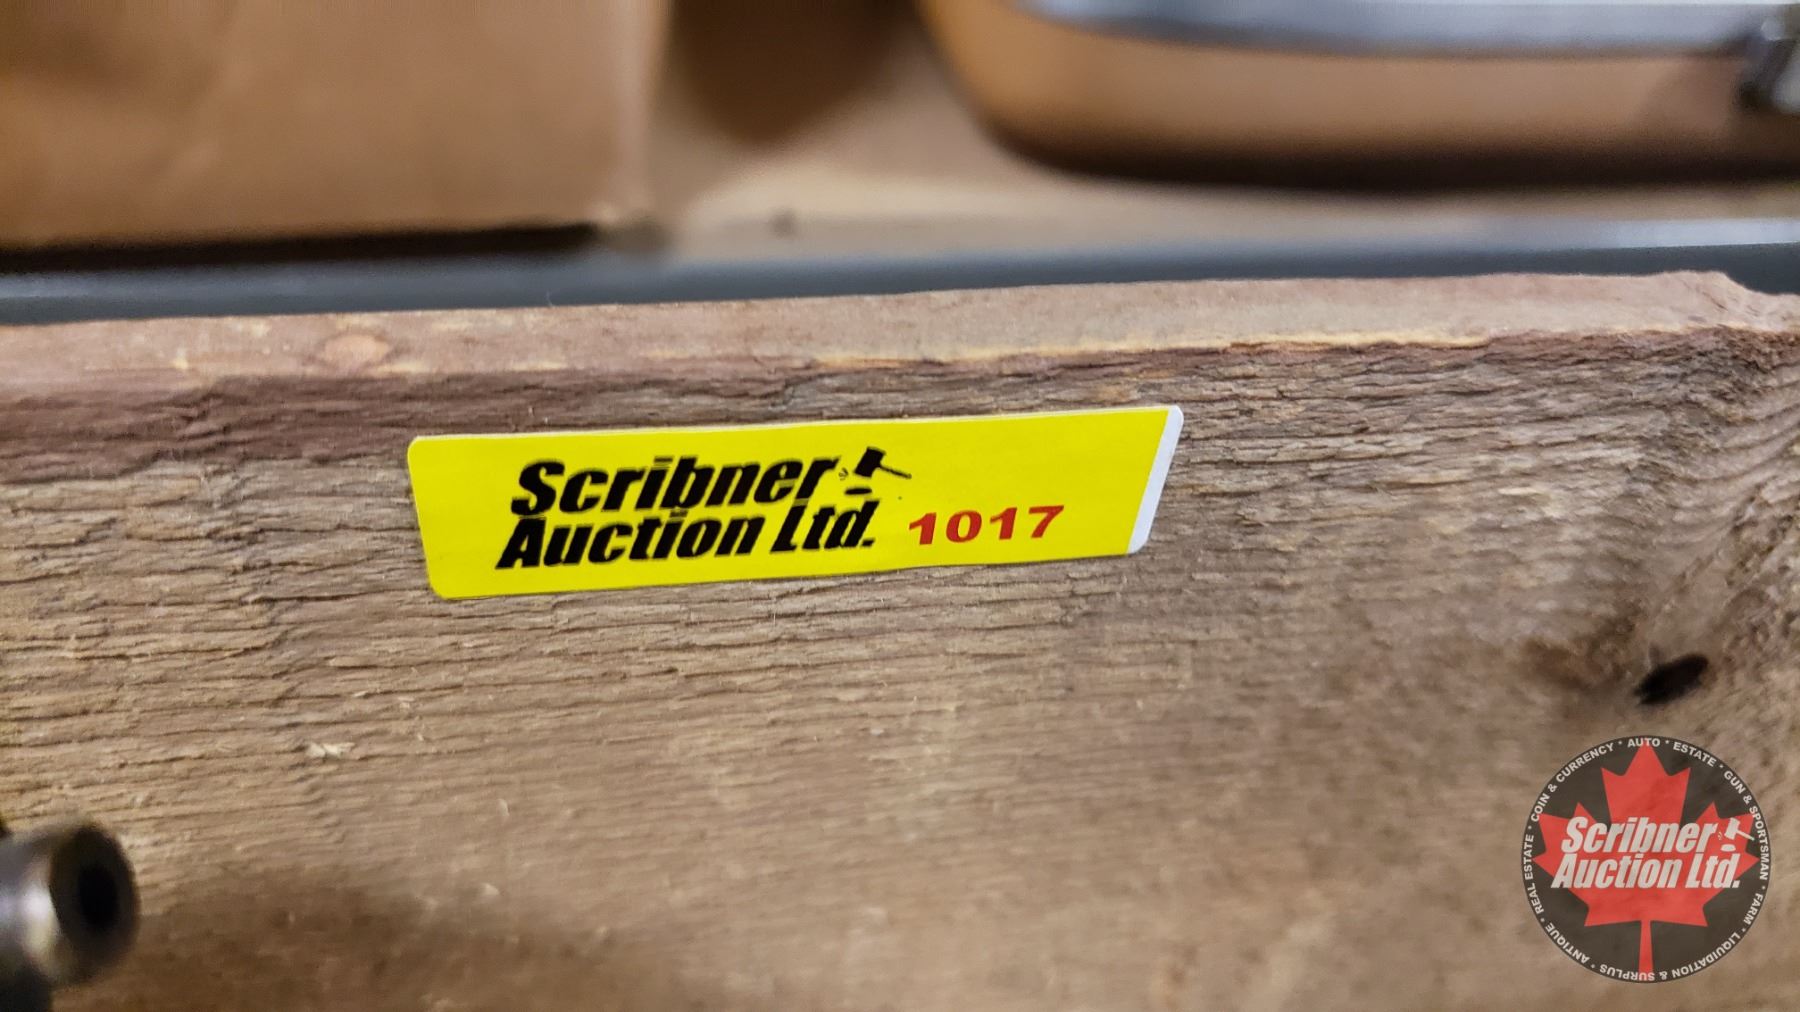 Scribner
Auction Ltd. 1017
COIN & CURRENCY * AUTO * ESTATE * GUN & SPORTSMAN * FARM * LIQUIDATION & SURPLUS * ANTIQUE * REAL ESTATE *
Scribner
Auction Ltd.